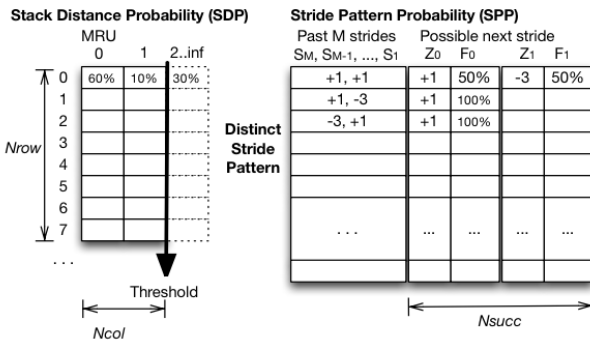 Stack Distance Probability (SDP)
MRU
0 1 2..inf
0 60% 10% 30%
1
2
3
4
5
6
7
. . .
Nrow
Threshold
Ncol
Stride Pattern Probability (SPP)
Past M strides Possible next stride
SM, SM-1, ..., S1 Z0 F0 Z1 F1
+1, +1 +1 50% -3 50%
+1, -3 +1 100%
-3, +1 +1 100%
Distinct
Stride
Pattern
. . . ... ... ... ...
Nsucc